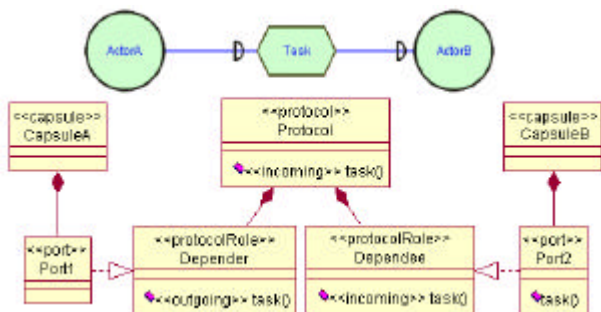 ActorA
Task
ActorB
<<capsule>>
CapsuleA
<<protocol>>
Protocol
<<incoming>> task()
<<capsule>>
CapsuleB
<<port>>
Port1
<<protocolRole>>
Depender
<<outgoing>> task()
<<protocolRole>>
Dependee
<<incoming>> task()
<<port>>
Port2
task()